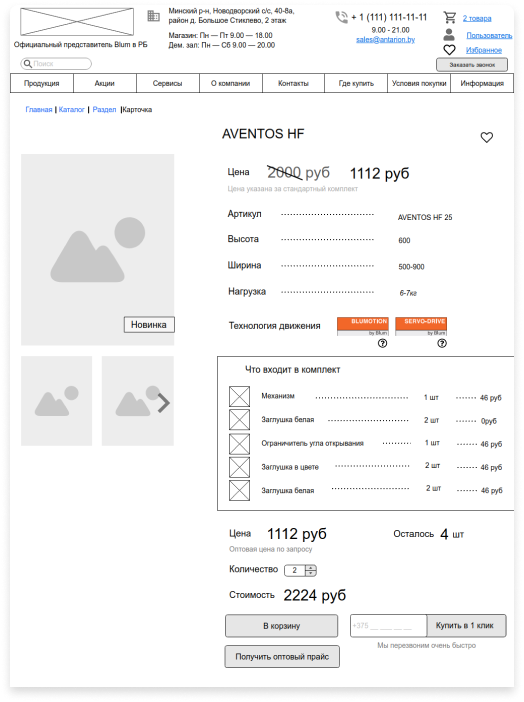 Официальный представитель Blum в РБ
Минский р-н, Новодворский с/с, 40-8а,
район д. Большое Стиклево, 2 этаж
Магазин: Пн — Пт 9.00 — 18.00
Дем. зал: Пн — Сб 9.00 — 20.00
+ 1 (111) 111-11-11
9.00 - 21.00
sales@antarion.by
2 товара
Пользователь
Избранное
Поиск
Заказать звонок
Продукция Акции Сервисы О компании Контакты Где купить Условия покупки Информация
Главная | Каталог | Раздел |Карточка
AVENTOS HF
Цена 2000 руб 1112 руб
Цена указана за стандартный комплект
Артикул AVENTOS HF 25
Высота 600
Ширина 500-900
Нагрузка 6-7кг
Новинка
Технология движения
BLUMOTION
by Blum
SERVO-DRIVE
by Blum
Что входит в комплект
Механизм 1 шт 46 руб
Заглушка белая 2 шт 0руб
Ограничитель угла открывания 1 шт 46 руб
Заглушка в цвете 2 шт 46 руб
Заглушка белая 2 шт 46 руб
Цена 1112 руб Осталось 4 шт
Оптовая цена по запросу
Количество 2
Стоимость 2224 руб
В корзину
+375 __ ___ __ __ Купить в 1 клик
Мы перезвоним очень быстро
Получить оптовый прайс